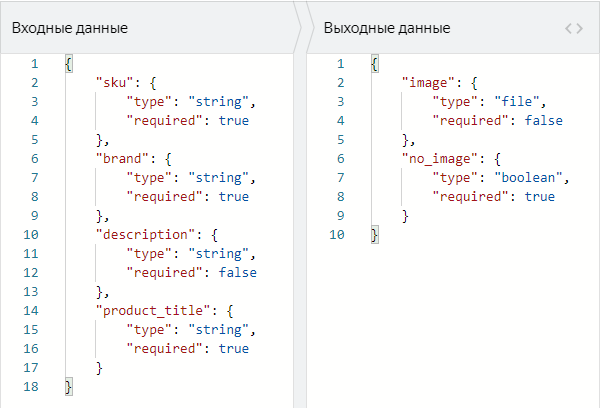 Входные данные
1 {
2     "sku": {
3         "type": "string",
4         "required": true
5     },
6     "brand": {
7         "type": "string",
8         "required": true
9     },
10     "description": {
11         "type": "string",
12         "required": false
13     },
14     "product_title": {
15         "type": "string",
16         "required": true
17     }
18 }
Выходные данные
1 {
2     "image": {
3         "type": "file",
4         "required": false
5     },
6     "no_image": {
7         "type": "boolean",
8         "required": true
9     }
10 }